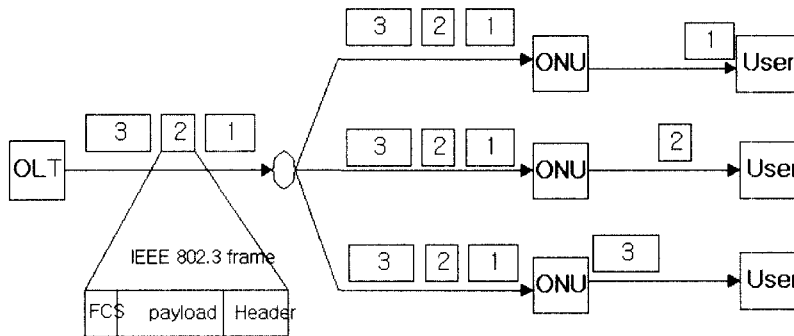 3 2 1
ONU
1
User
3 2 1
OLT
3 2 1
ONU
2
User
IEEE 802.3 frame
3 2 1
ONU
3
User
FCS payload Header